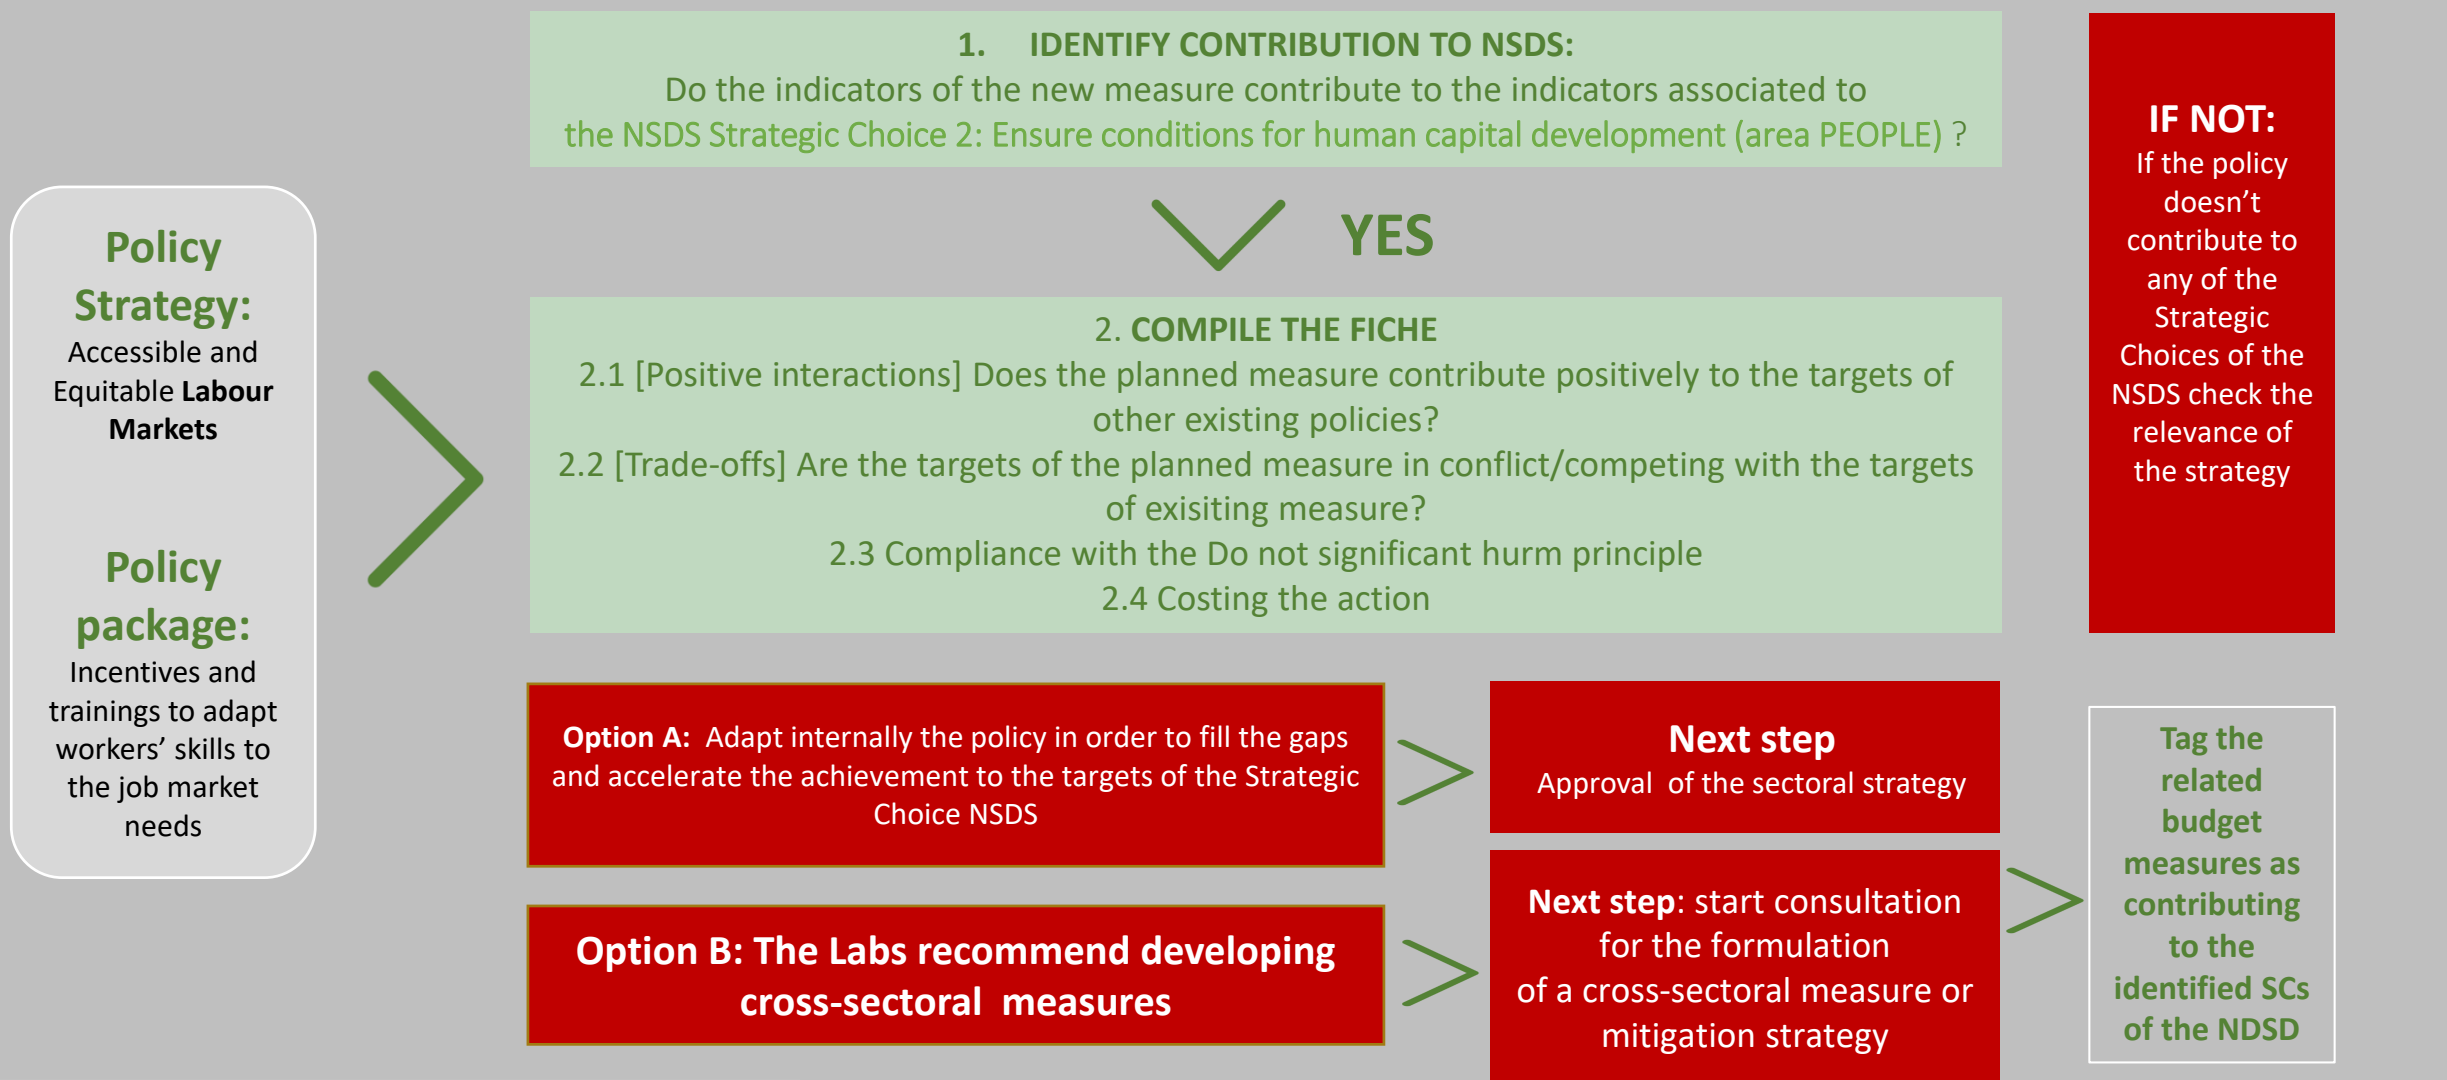 Policy
Strategy:
Accessible and
Equitable Labour
Markets
Policy
package:
Incentives and
trainings to adapt
workers’ skills to
the job market
needs
1. IDENTIFY CONTRIBUTION TO NSDS:
Do the indicators of the new measure contribute to the indicators associated to
the NSDS Strategic Choice 2: Ensure conditions for human capital development (area PEOPLE) ?
YES
2. COMPILE THE FICHE
2.1 [Positive interactions] Does the planned measure contribute positively to the targets of
other existing policies?
2.2 [Trade-offs] Are the targets of the planned measure in conflict/competing with the targets
of exisiting measure?
2.3 Compliance with the Do not significant hurm principle
2.4 Costing the action
IF NOT:
If the policy
doesn’t
contribute to
any of the
Strategic
Choices of the
NSDS check the
relevance of
the strategy
Option A: Adapt internally the policy in order to fill the gaps
and accelerate the achievement to the targets of the Strategic
Choice NSDS
Next step
Approval of the sectoral strategy
Option B: The Labs recommend developing
cross-sectoral measures
Next step: start consultation
for the formulation
of a cross-sectoral measure or
mitigation strategy
Tag the
related
budget
measures as
contributing
to the
identified SCs
of the NDSD